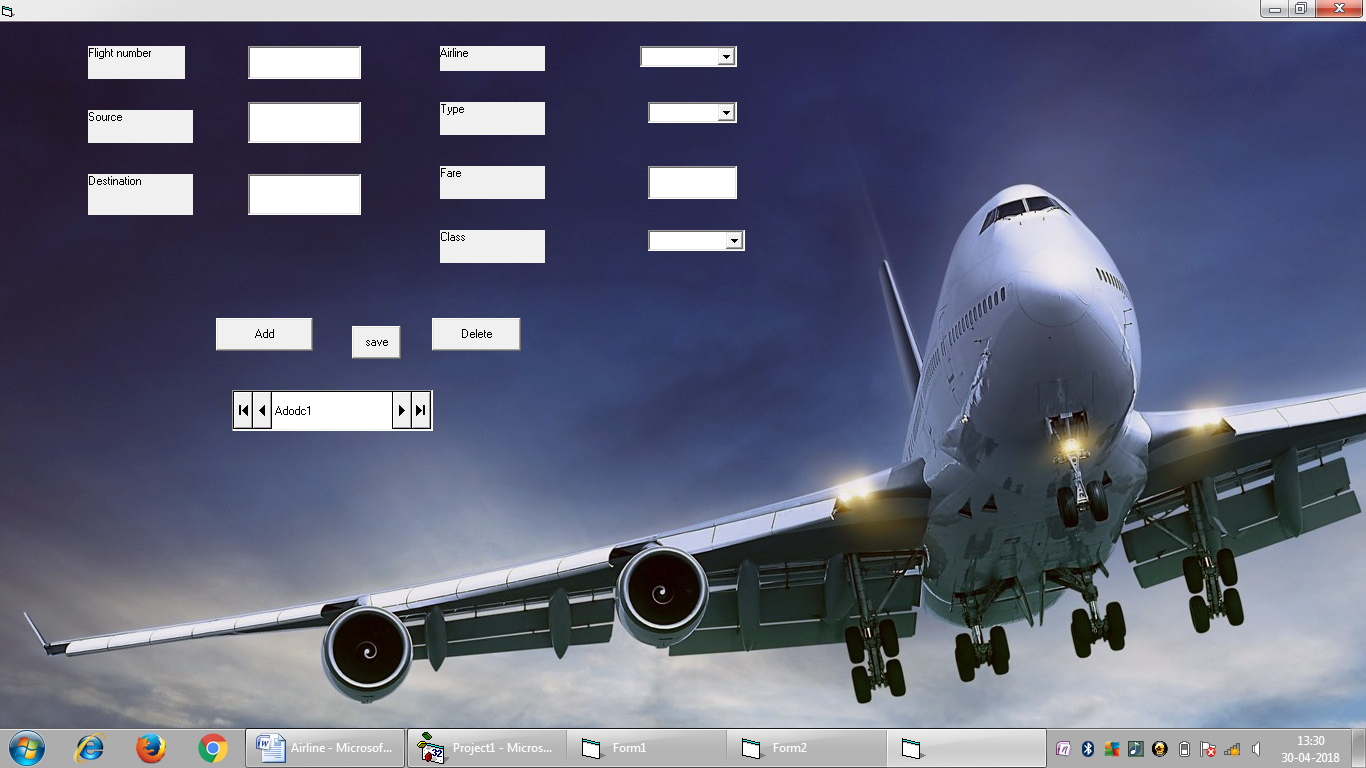 Flight number
Airline
Source
Type
Destination
Fare
Class
Add
save
Delete
Adodc1
Airline - Microsof...
32
Project1 - Micros...
Form1
Form2
13:30
30-04-2018